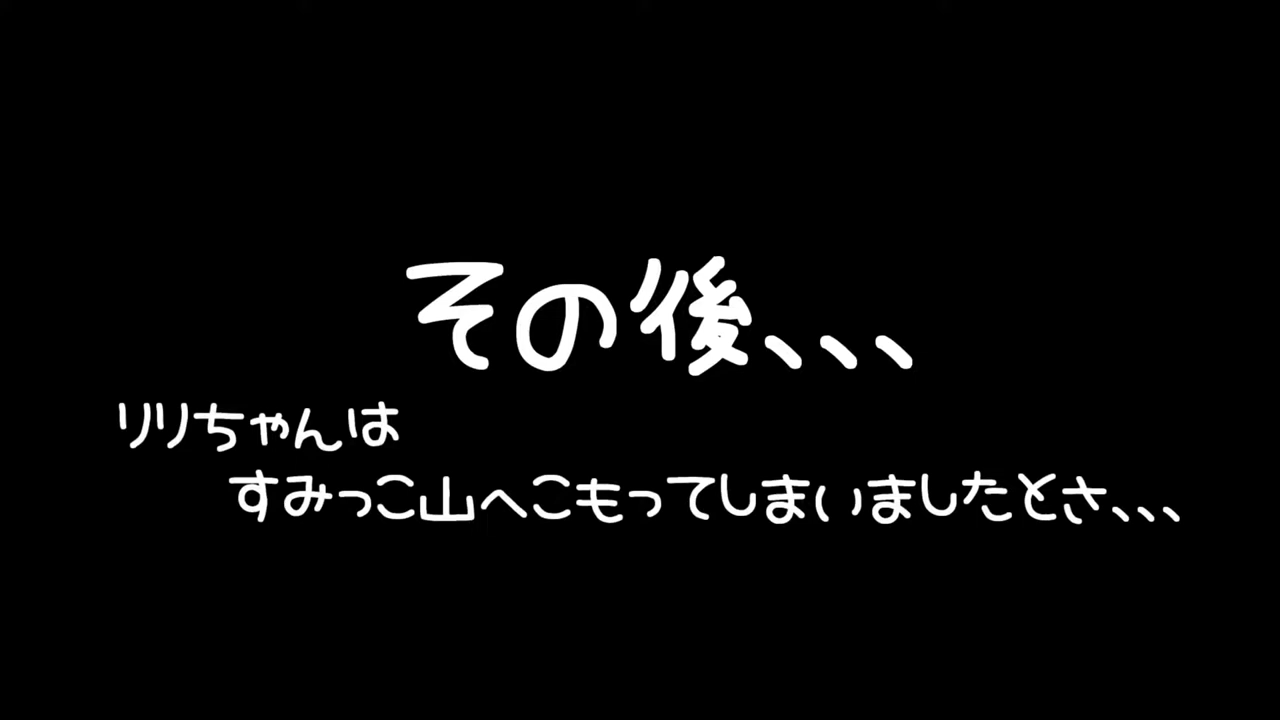 その後、、、
リリちゃんは
すみっこ山へこもってしまいましたとさ、、、